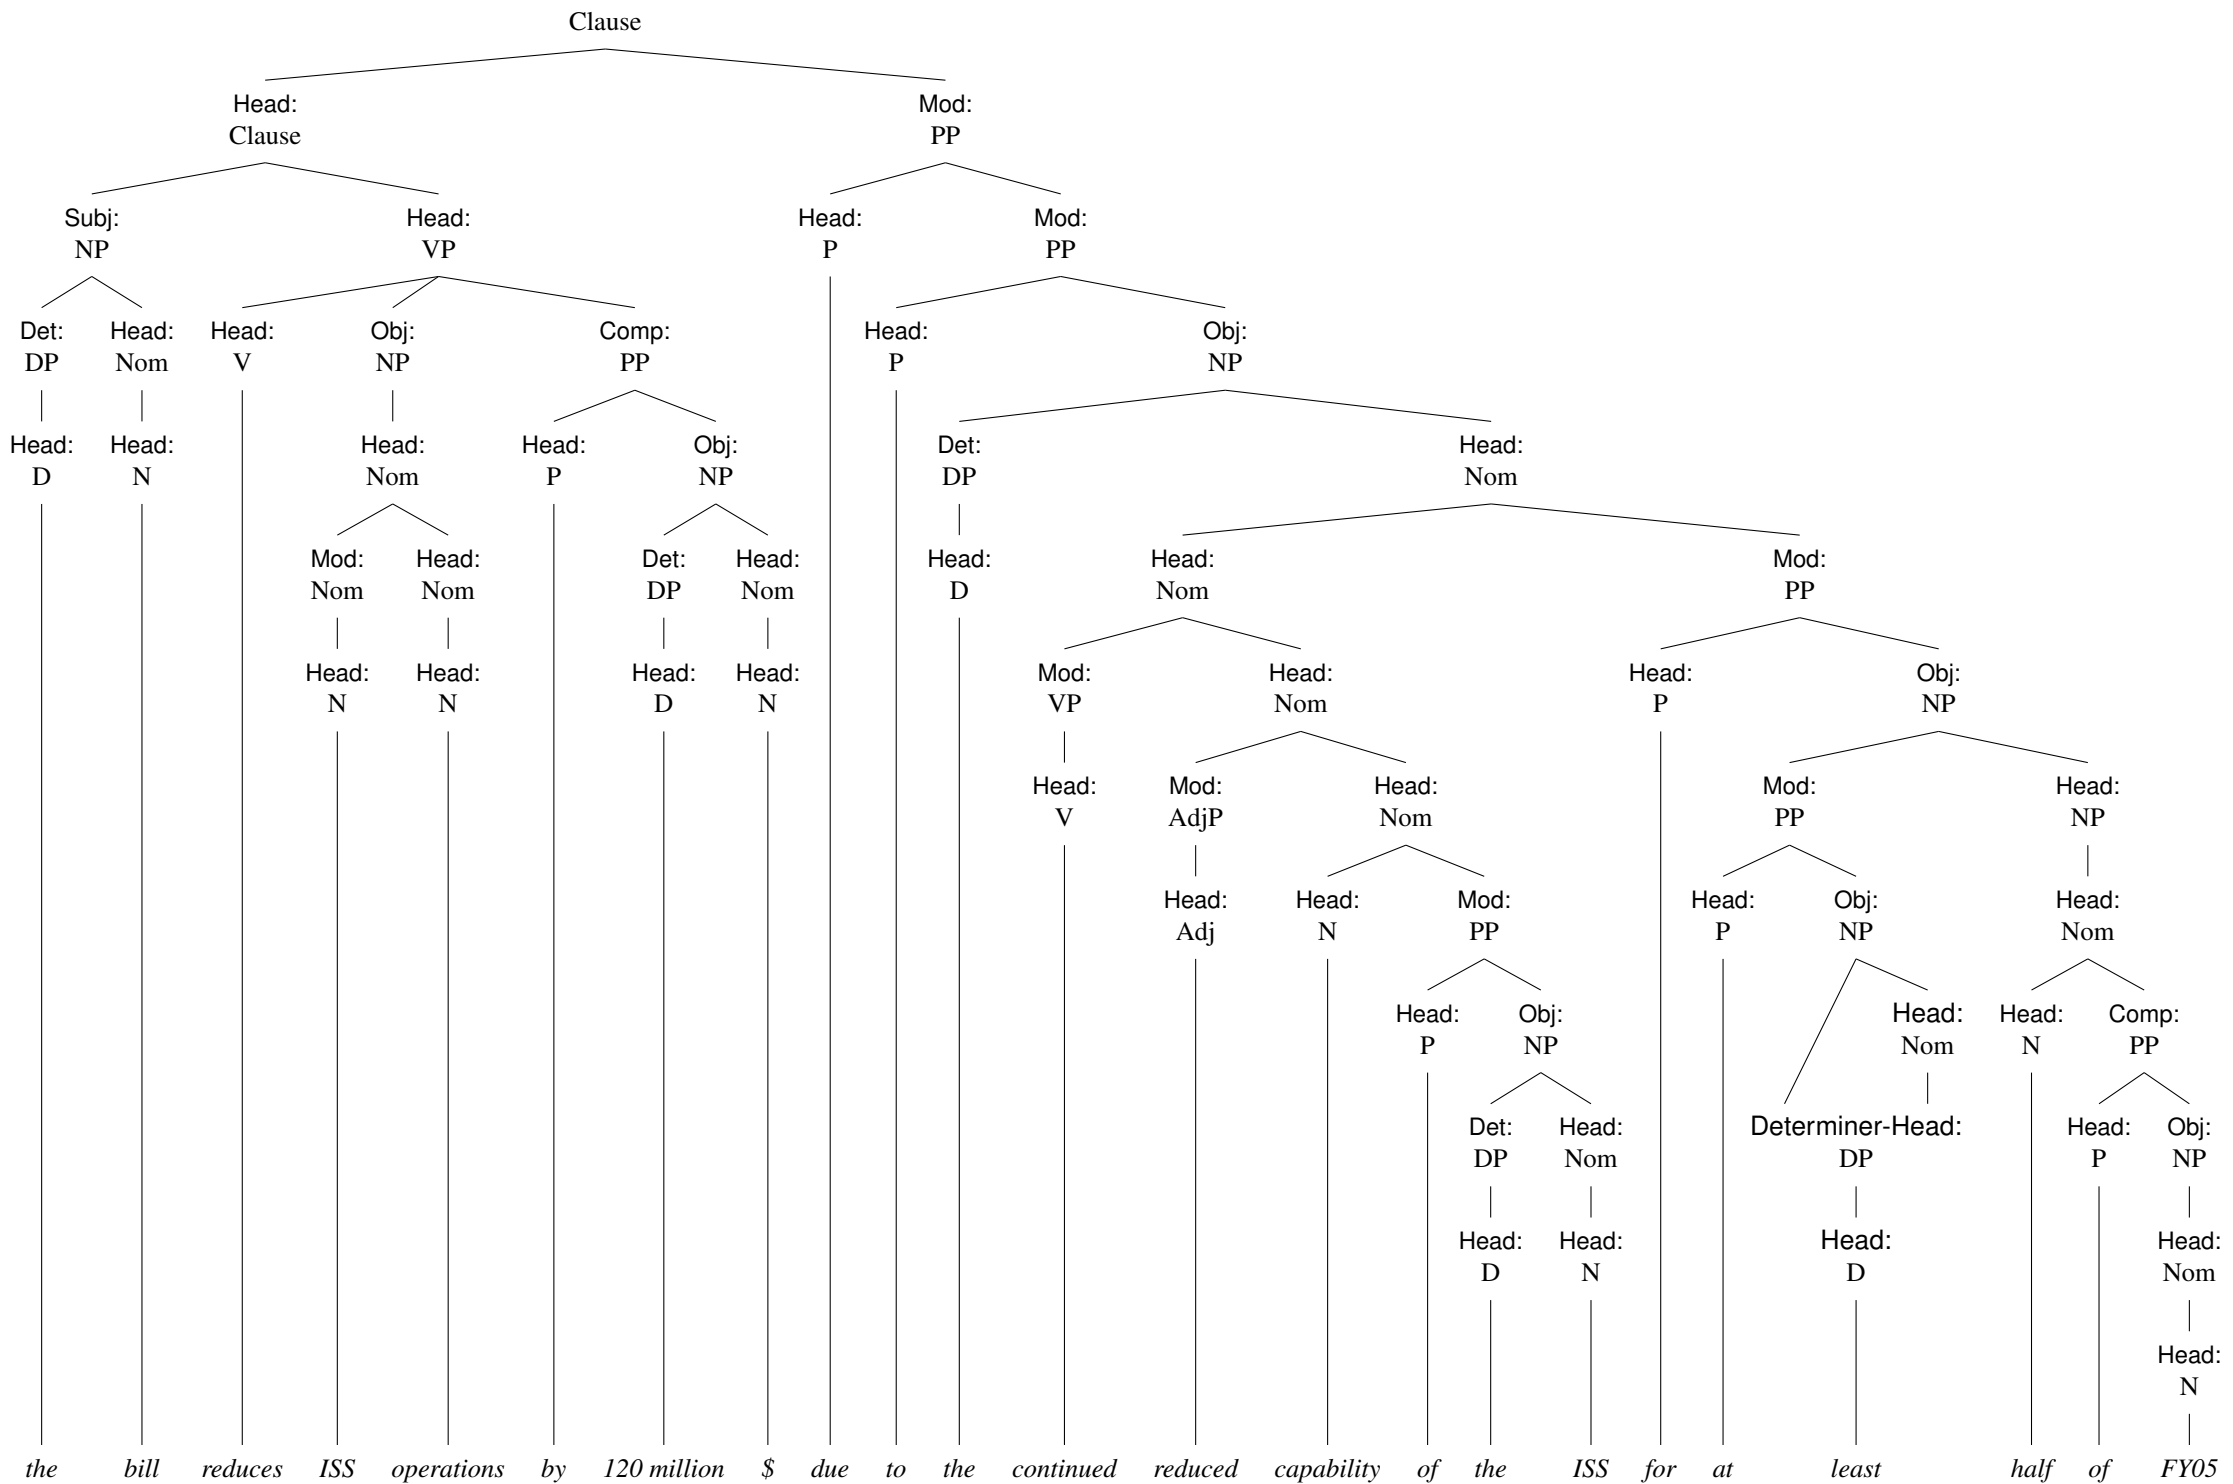 Clause
Head: Mod:
Clause PP
Subj: Head: Head: Mod:
NP VP P PP
Det: Head: Head: Obj: Comp: Head: Obj:
DP Nom V NP PP P NP
Head: Head: Head: Head: Obj: Det: Head:
D N Nom P NP DP Nom
Mod: Head: Det: Head: Head: Head: Mod:
Nom Nom DP Nom D Nom PP
Head: Head: Head: Head: Mod: Head: Head: Obj:
N N D N VP Nom P NP
Head: Mod: Head: Mod: Head:
V AdjP Nom PP NP
Head: Head: Mod: Head: Obj: Head:
Adj N PP P NP Nom
Head: Obj: Head: Head: Comp:
P NP Nom N PP
Det: Head: Determiner-Head: Head: Obj:
DP Nom DP P NP
Head: Head: Head: Head:
D N D Nom
Head:
N
the bill reduces ISS operations by 120 million $ due to the continued reduced capability of the ISS for at least half of FY05